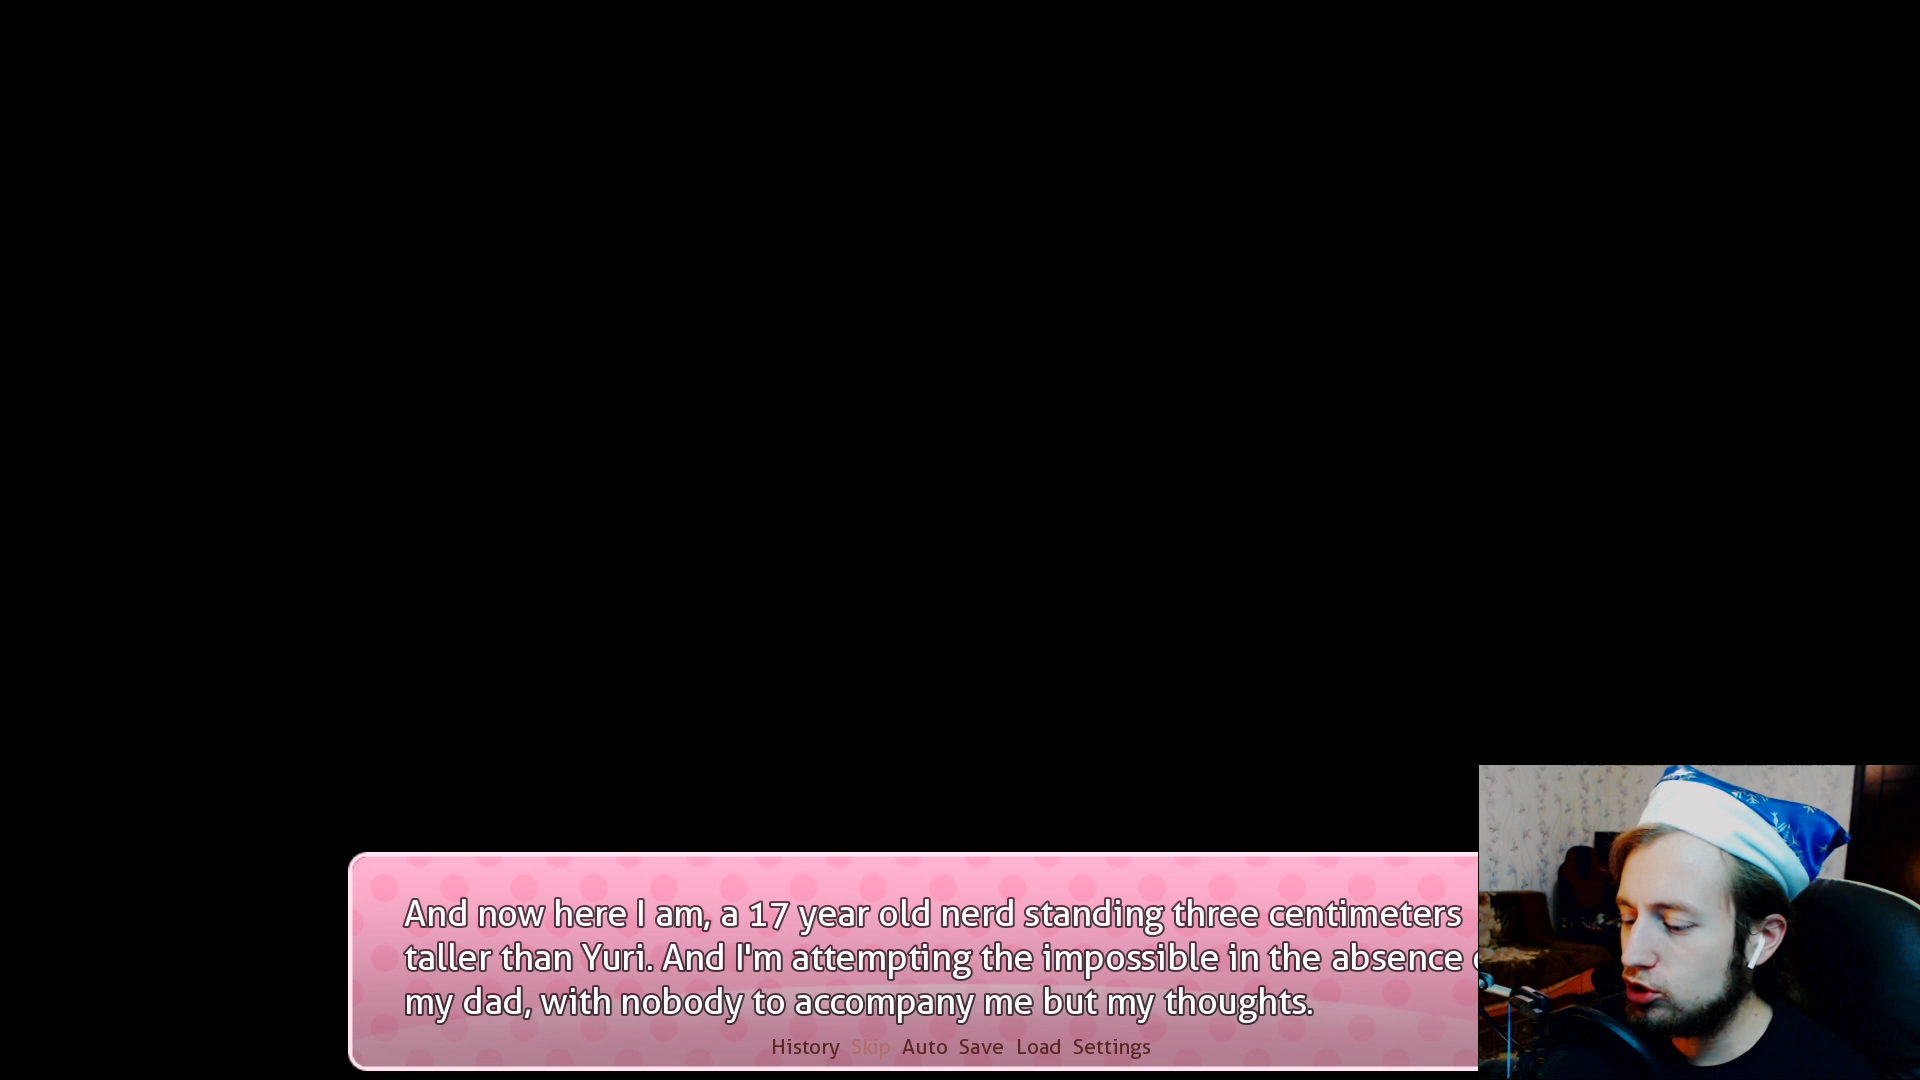 And now here I am, a 17 year old nerd standing three centimeters
taller than Yuri. And I'm attempting the impossible in the absence
my dad, with nobody to accompany me but my thoughts.
History Skip Auto Save Load Settings